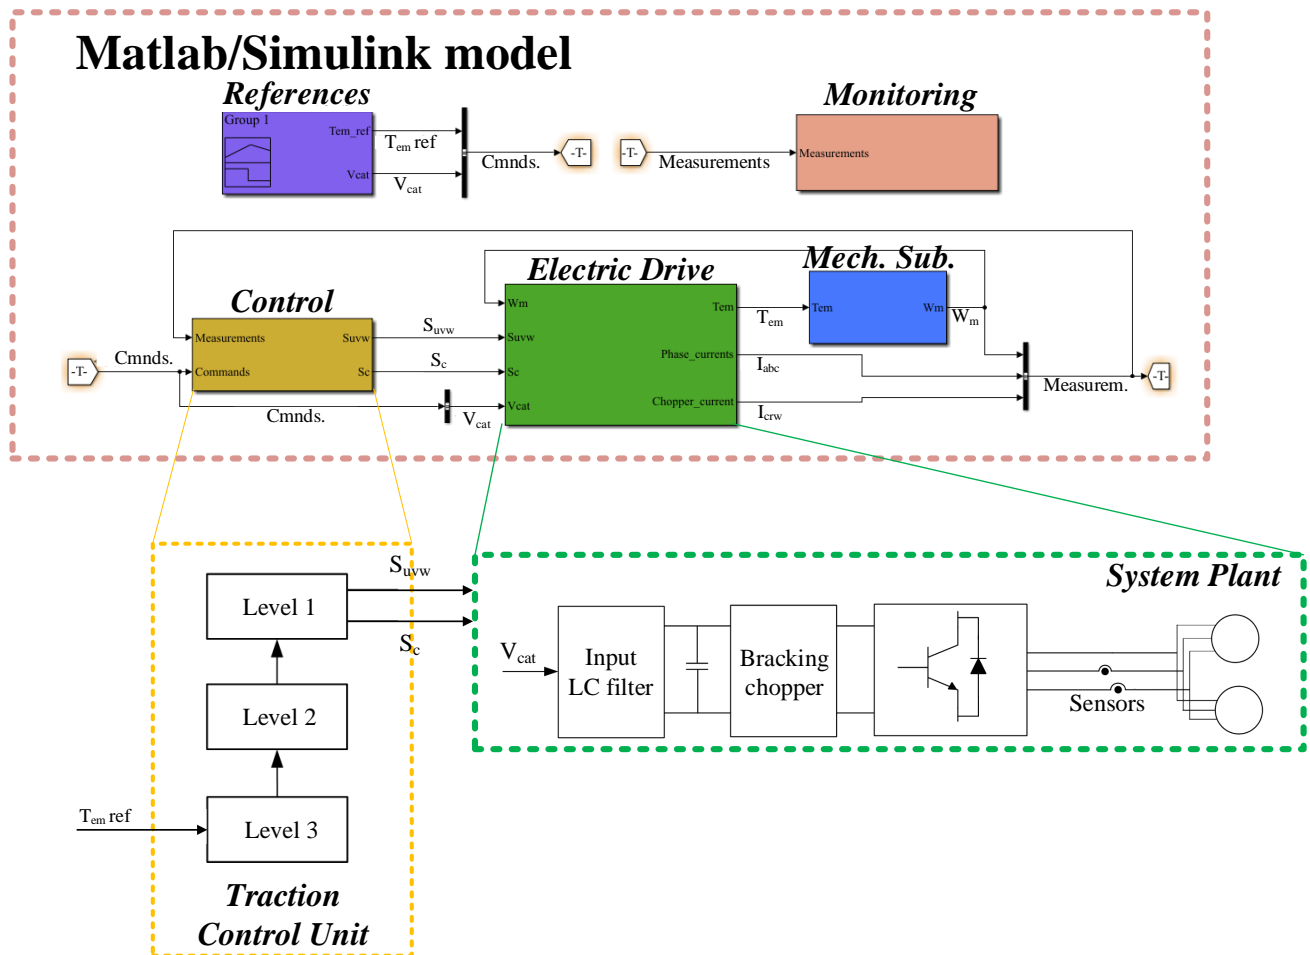 Matlab/Simulink model
References
Monitoring
Group 1
Tem_ref
Tem ref
Vcat
Vcat
Cmnds.
-T-
-T-
Measurements
Measurements
Control
Electric Drive
Mech. Sub.
-T-
Cmnds.
Measurements
Commands
Suvw
Sc
Suvw
Sc
Cmnds.
Vcat
Wm
Suvw
Sc
Vcat
Tem
Phase_currents
Chopper_current
Tem
Iabc
Icrw
Tem
Wm
Wm
Measurem.
-T-
Suvw
Sc
Level 1
Level 2
Level 3
Tem ref
Traction
Control Unit
System Plant
Vcat
Input
LC filter
Bracking
chopper
Sensors